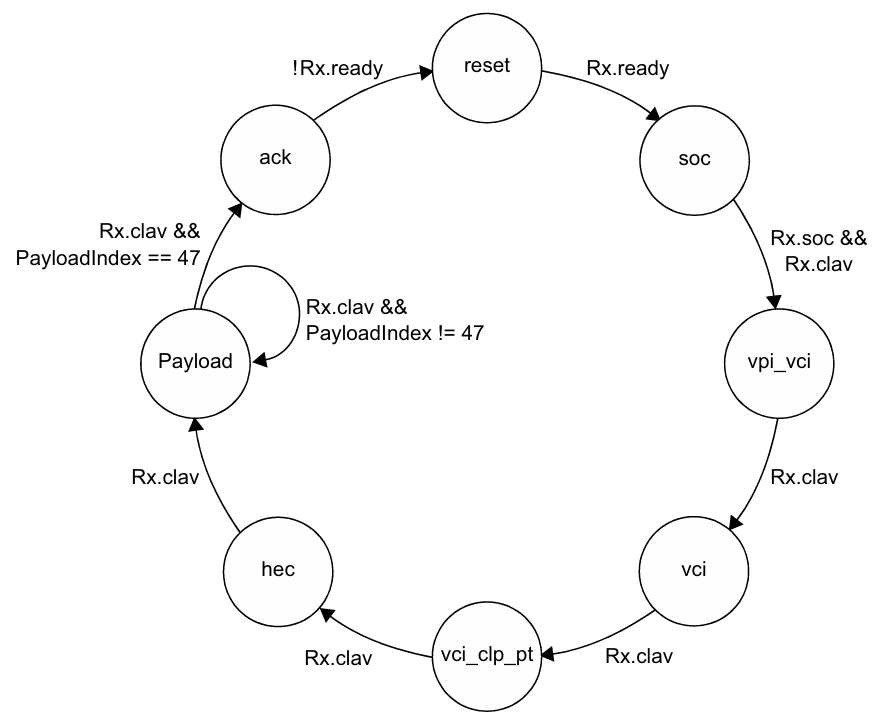 reset
!Rx.ready
Rx.ready
ack
soc
Rx.clav &&
PayloadIndex == 47
Rx.soc &&
Rx.clav
Rx.clav &&
PayloadIndex != 47
Payload
vpi_vci
Rx.clav
Rx.clav
hec
vci
vci_clp_pt
Rx.clav
Rx.clav